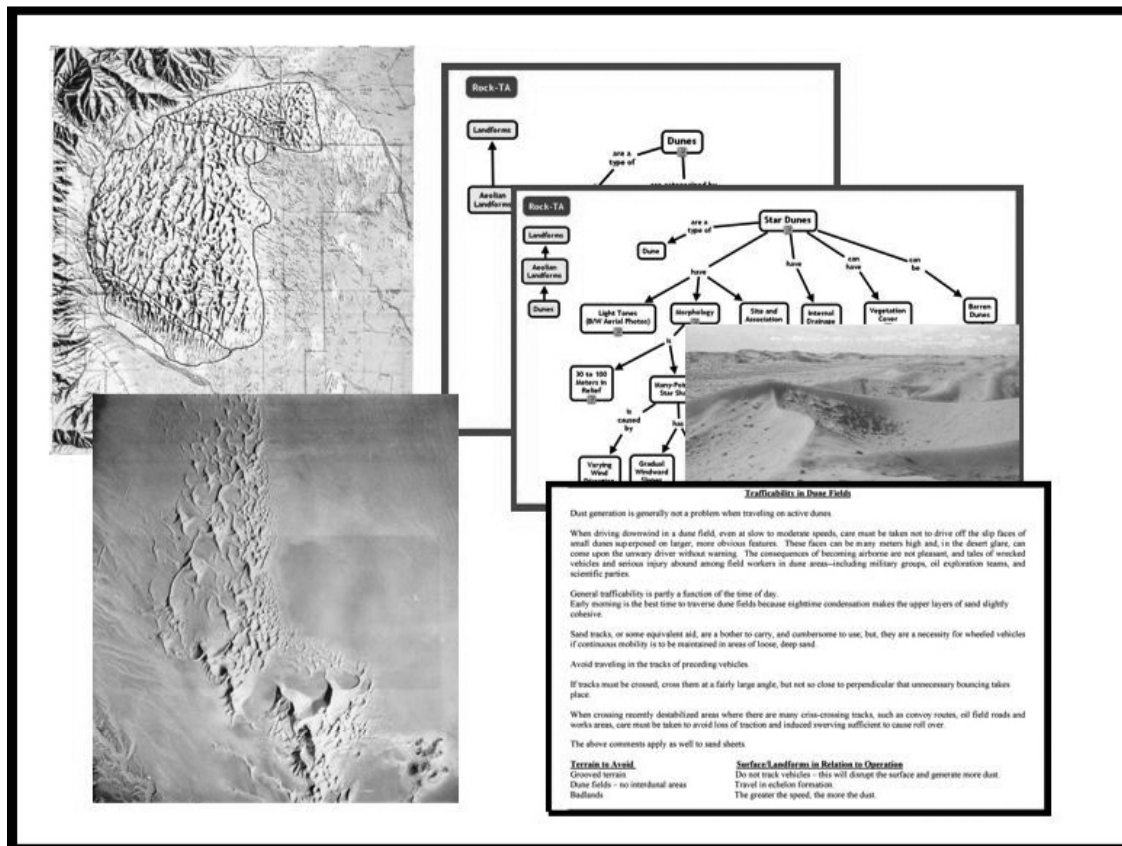 Rock-TA
Landforms
Aeolian
Landforms
Dunes
are a
type of
Rock-TA
Landforms
Aeolian
Landforms
Dunes
Star Dunes
are a
type of
Dune
have
have
can
have
can
be
Light Tones
(B/W Aerial Photos)
Morphology
Site and
Association
Internal
Drainage
Vegetation
Cover
Barren
Dunes
is
30 to 100
Meters in
Relief
Star
is
caused
by
has
Varying
Wind
Gradual
Windward
Trafficability in Dune Fields
Dust generation is generally not a problem when traveling on active dunes.
When driving downwind in a dune field, even at slow to moderate speeds, care must be taken not to drive off the slip faces of
small dunes superposed on larger, more obvious features. These faces can be many meters high and, in the desert glare, can
come upon the unwary driver without warning. The consequences of becoming airborne are not pleasant, and tales of wrecked
vehicles and serious injury abound among field workers in dune areas--including military groups, oil exploration teams, and
scientific parties.
General trafficability is partly a function of the time of day.
Early morning is the best time to traverse dune fields because nighttime condensation makes the upper layers of sand slightly
cohesive.
Sand tracks, or some equivalent aid, are a bother to carry, and cumbersome to use, but, they are a necessity for wheeled vehicles
if continuous mobility is to be maintained in areas of loose, deep sand.
Avoid traveling in the tracks of preceding vehicles.
If tracks must be crossed, cross them at a fairly large angle, but not so close to perpendicular that unnecessary bouncing takes
place.
When crossing recently destabilized areas where there are many criss-crossing tracks, such as convoy routes, oil field roads and
works areas, care must be taken to avoid loss of traction and induced swerving sufficient to cause roll over.
The above comments apply as well to sand sheets.
Terrain to Avoid Surface/Landforms in Relation to Operation
Grooved terrain Do not track vehicles – this will disrupt the surface and generate more dust.
Dune fields – no interdunal areas Travel in echelon formation.
Badlands The greater the speed, the more the dust.